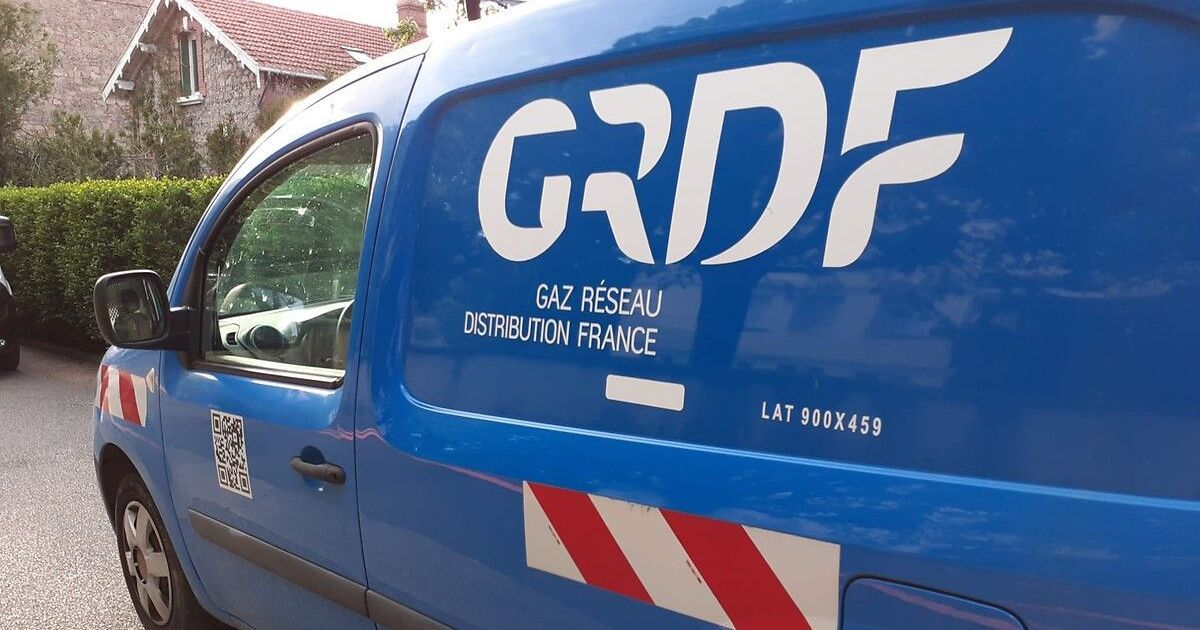 GRDF
GAZ RÉSEAU
DISTRIBUTION FRANCE
LAT 900X459